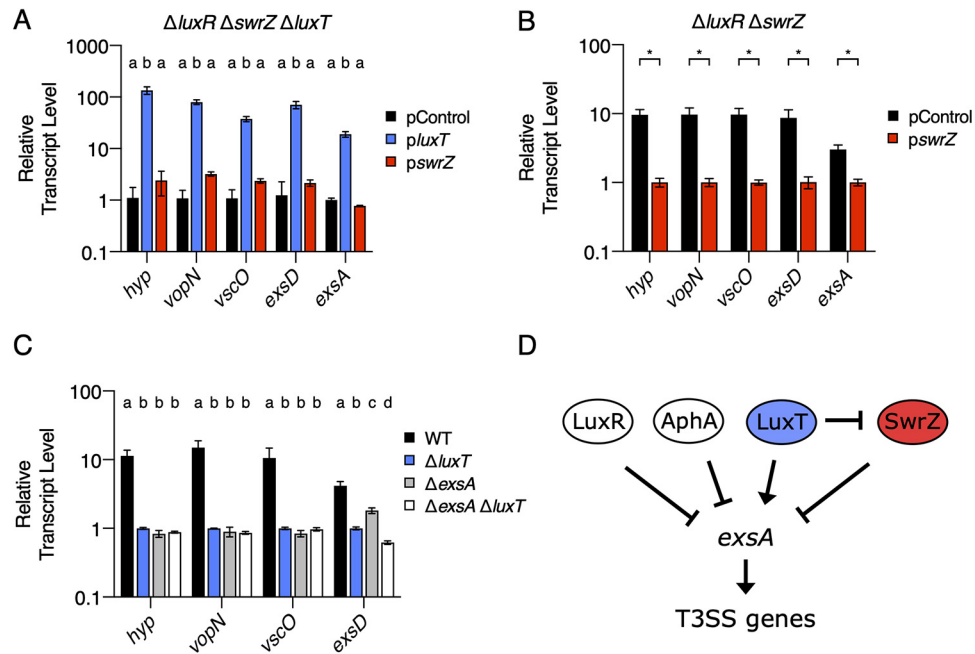 A
ΔluxR ΔswrZ ΔluxT
Relative
Transcript Level
1000
100
10
1
0.1
a b a a b a a b a a b a a b a
hyp
vopN
vscO
exsD
exsA
pControl
pluxT
pswrZ
B
ΔluxR ΔswrZ
Relative
Transcript Level
100
10
1
0.1
* * * * *
hyp
vopN
vscO
exsD
exsA
pControl
pswrZ
C
Relative
Transcript Level
100
10
1
0.1
a b b b a b b b a b b b a b c d
hyp
vopN
vscO
exsD
WT
ΔluxT
ΔexsA
ΔexsA ΔluxT
D
LuxR AphA LuxT SwrZ
exsA
T3SS genes